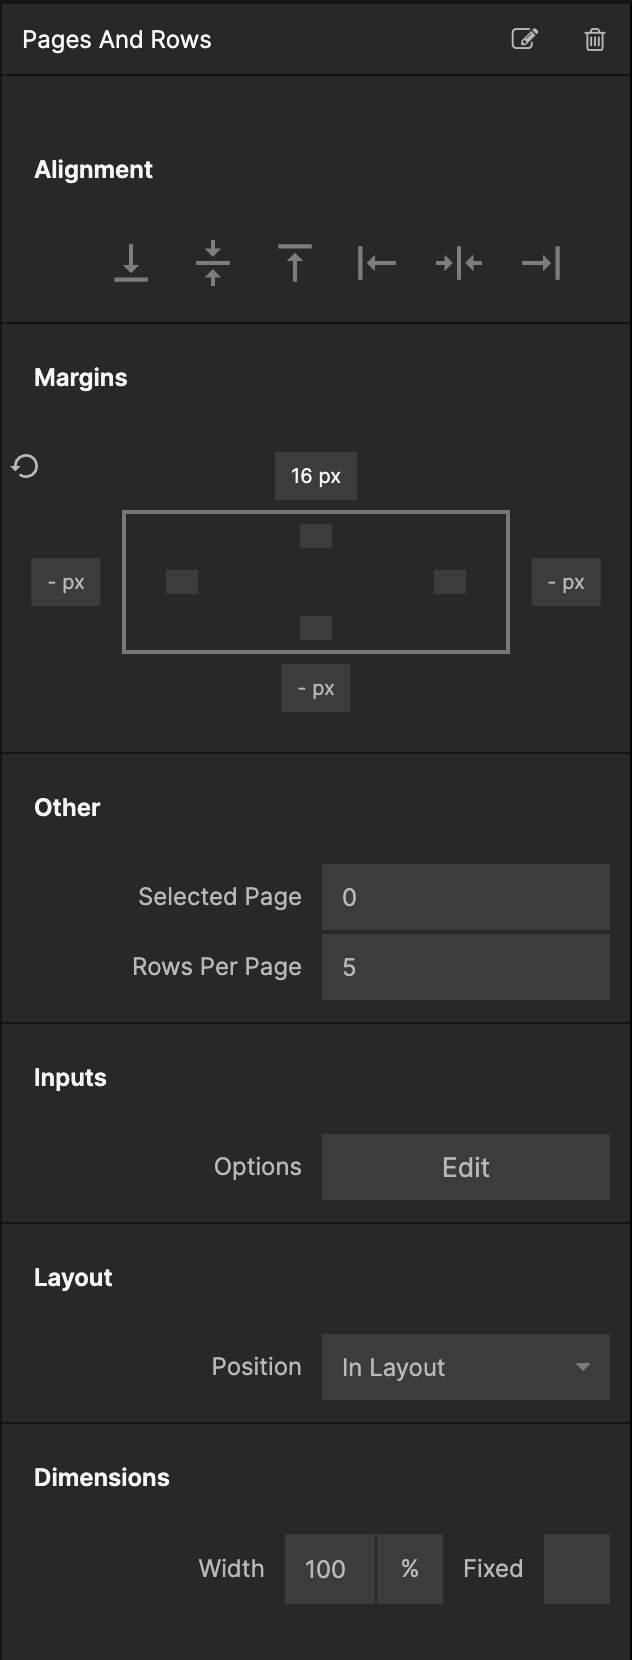 Pages And Rows
Alignment
Margins
16 px
- px
- px
- px
Other
Selected Page 0
Rows Per Page 5
Inputs
Options Edit
Layout
Position In Layout
Dimensions
Width 100 % Fixed